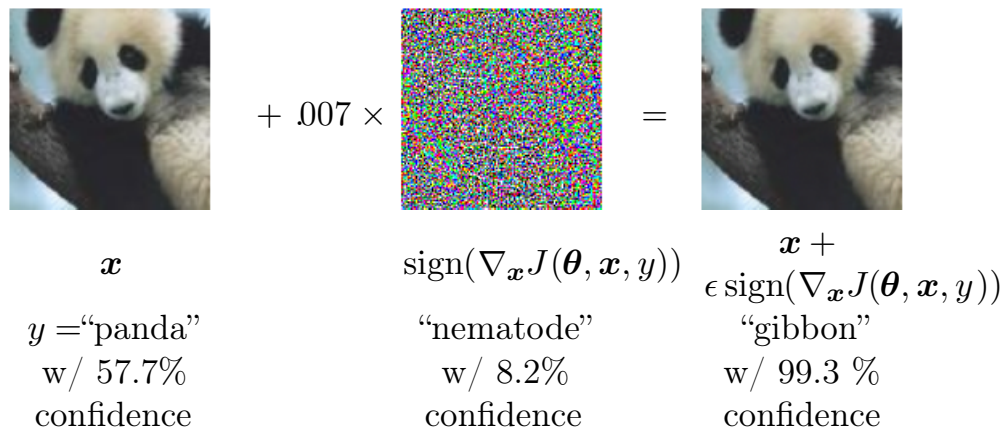 + .007 ×
=
x
y =“panda”
w/ 57.7%
confidence
sign(∇ₓJ(θ, x, y))
“nematode”
w/ 8.2%
confidence
x +
ϵ sign(∇ₓJ(θ, x, y))
“gibbon”
w/ 99.3 %
confidence